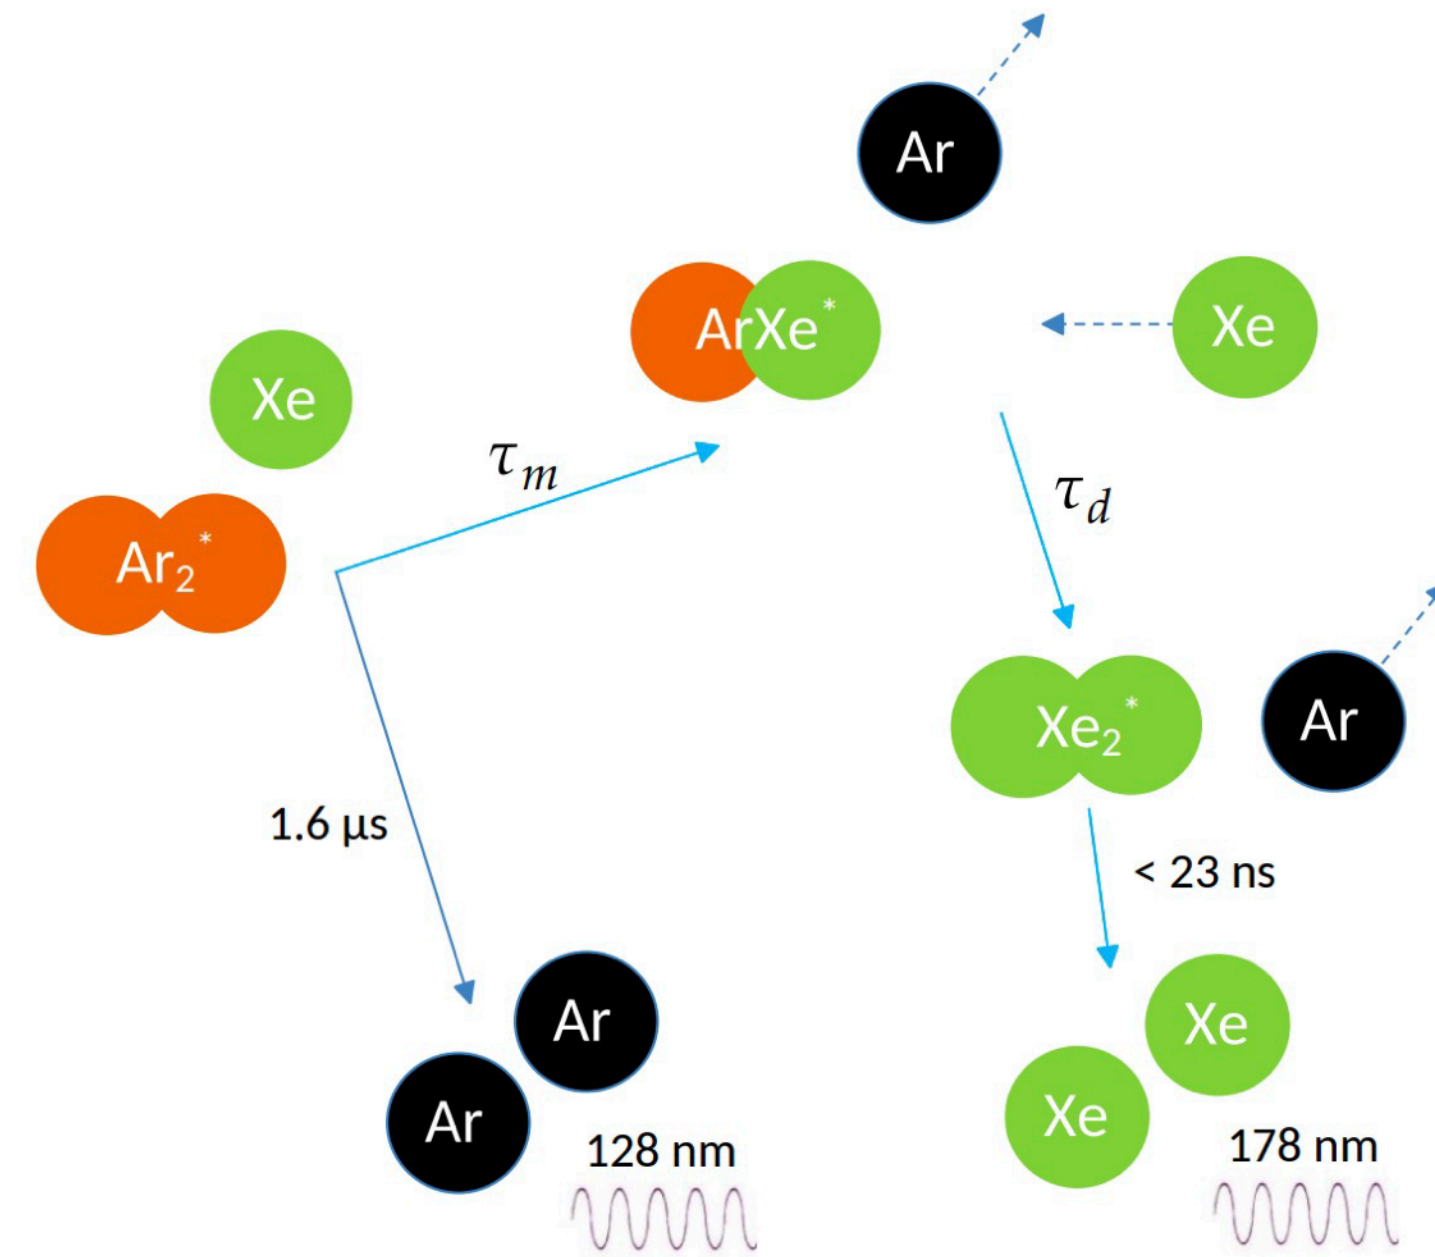 Ar
ArXe*
Xe
Xe
τm
Ar2*
τd
Xe2*
Ar
1.6 µs
< 23 ns
Ar
Xe
Ar
Xe
128 nm
178 nm